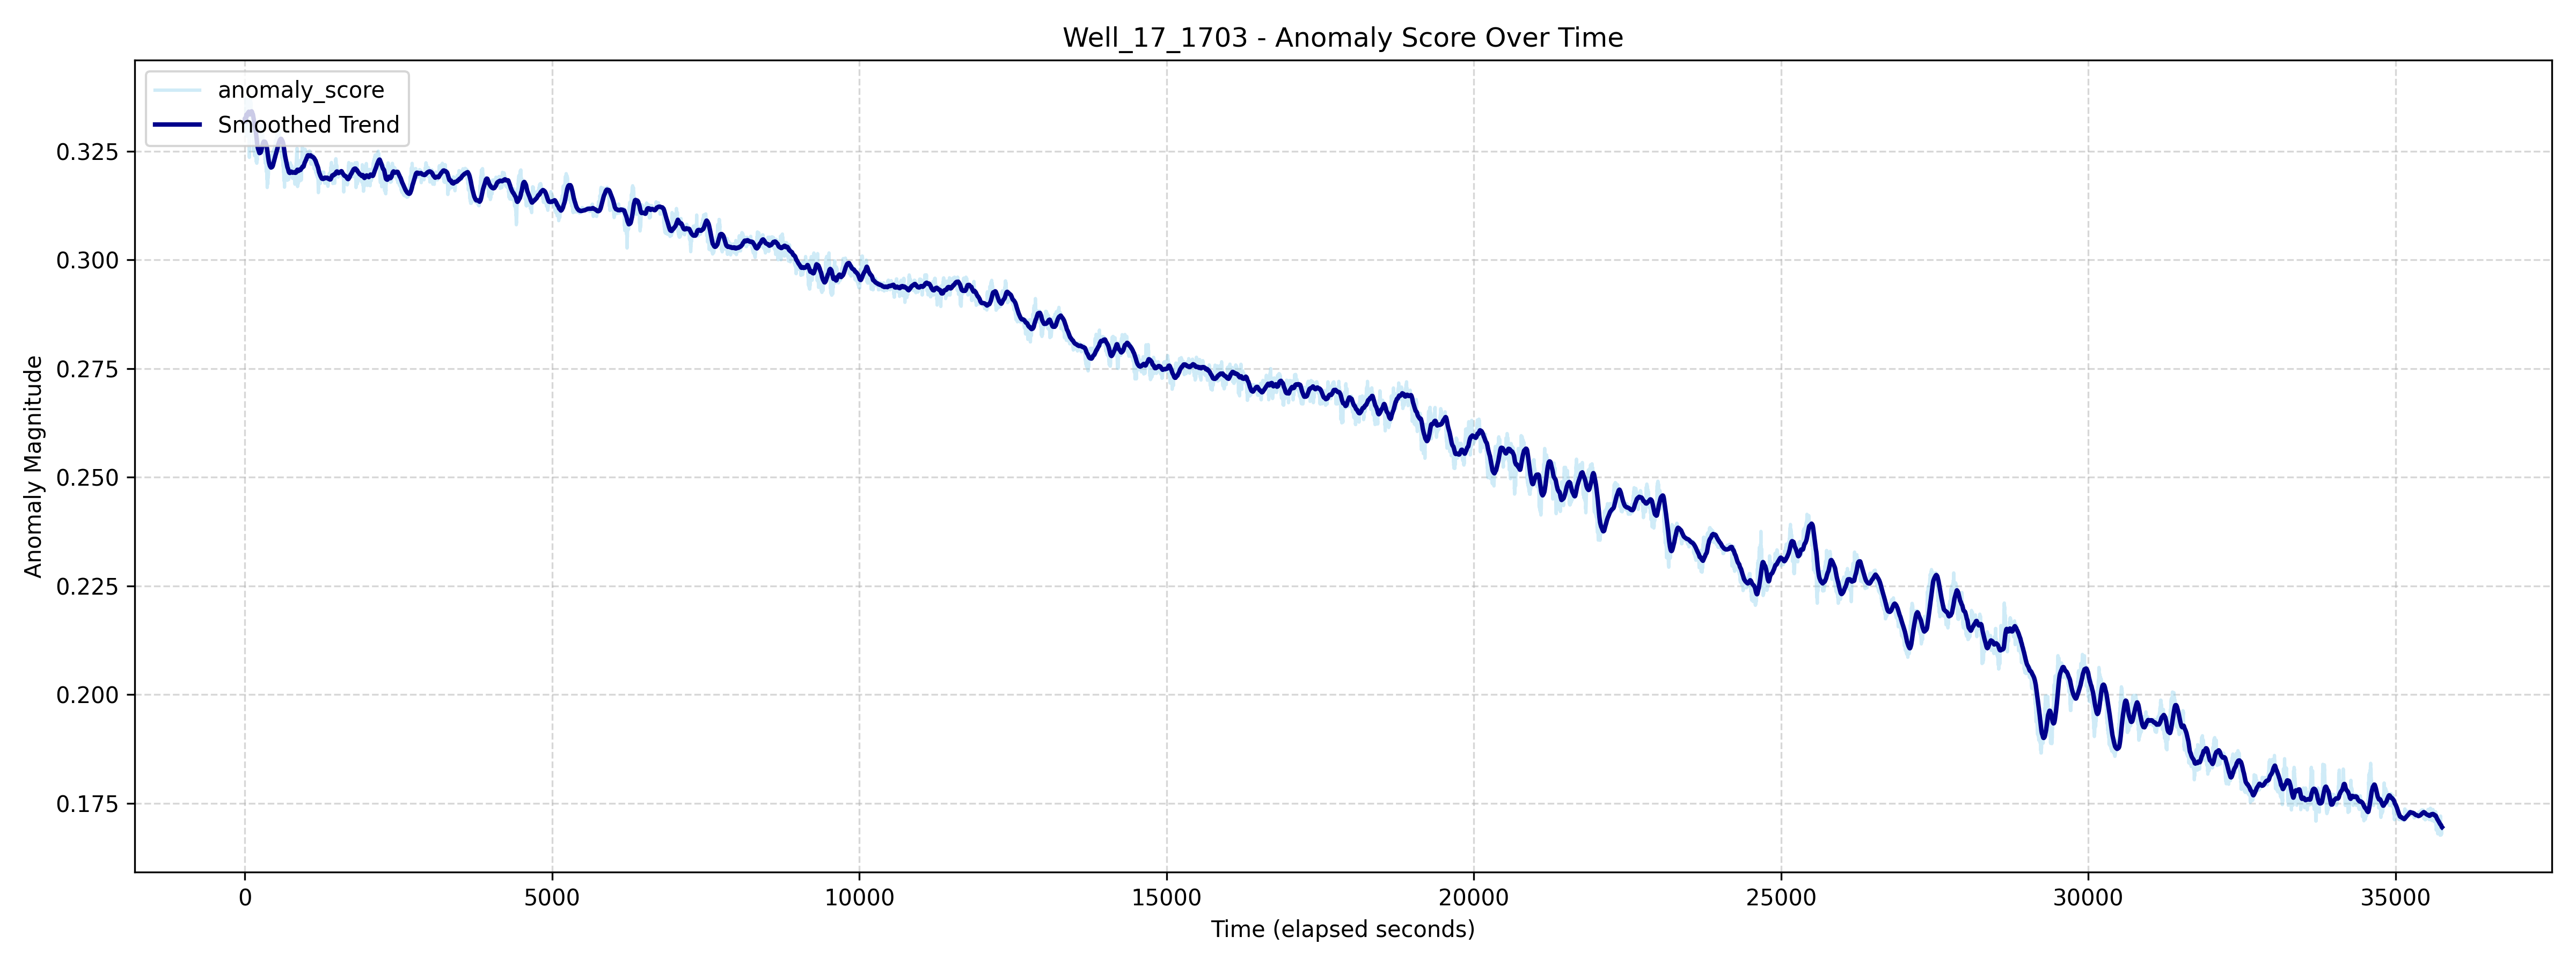 Well_17_1703 - Anomaly Score Over Time
anomaly_score
Smoothed Trend
Anomaly Magnitude
0.325
0.300
0.275
0.250
0.225
0.200
0.175
0 5000 10000 15000 20000 25000 30000 35000
Time (elapsed seconds)